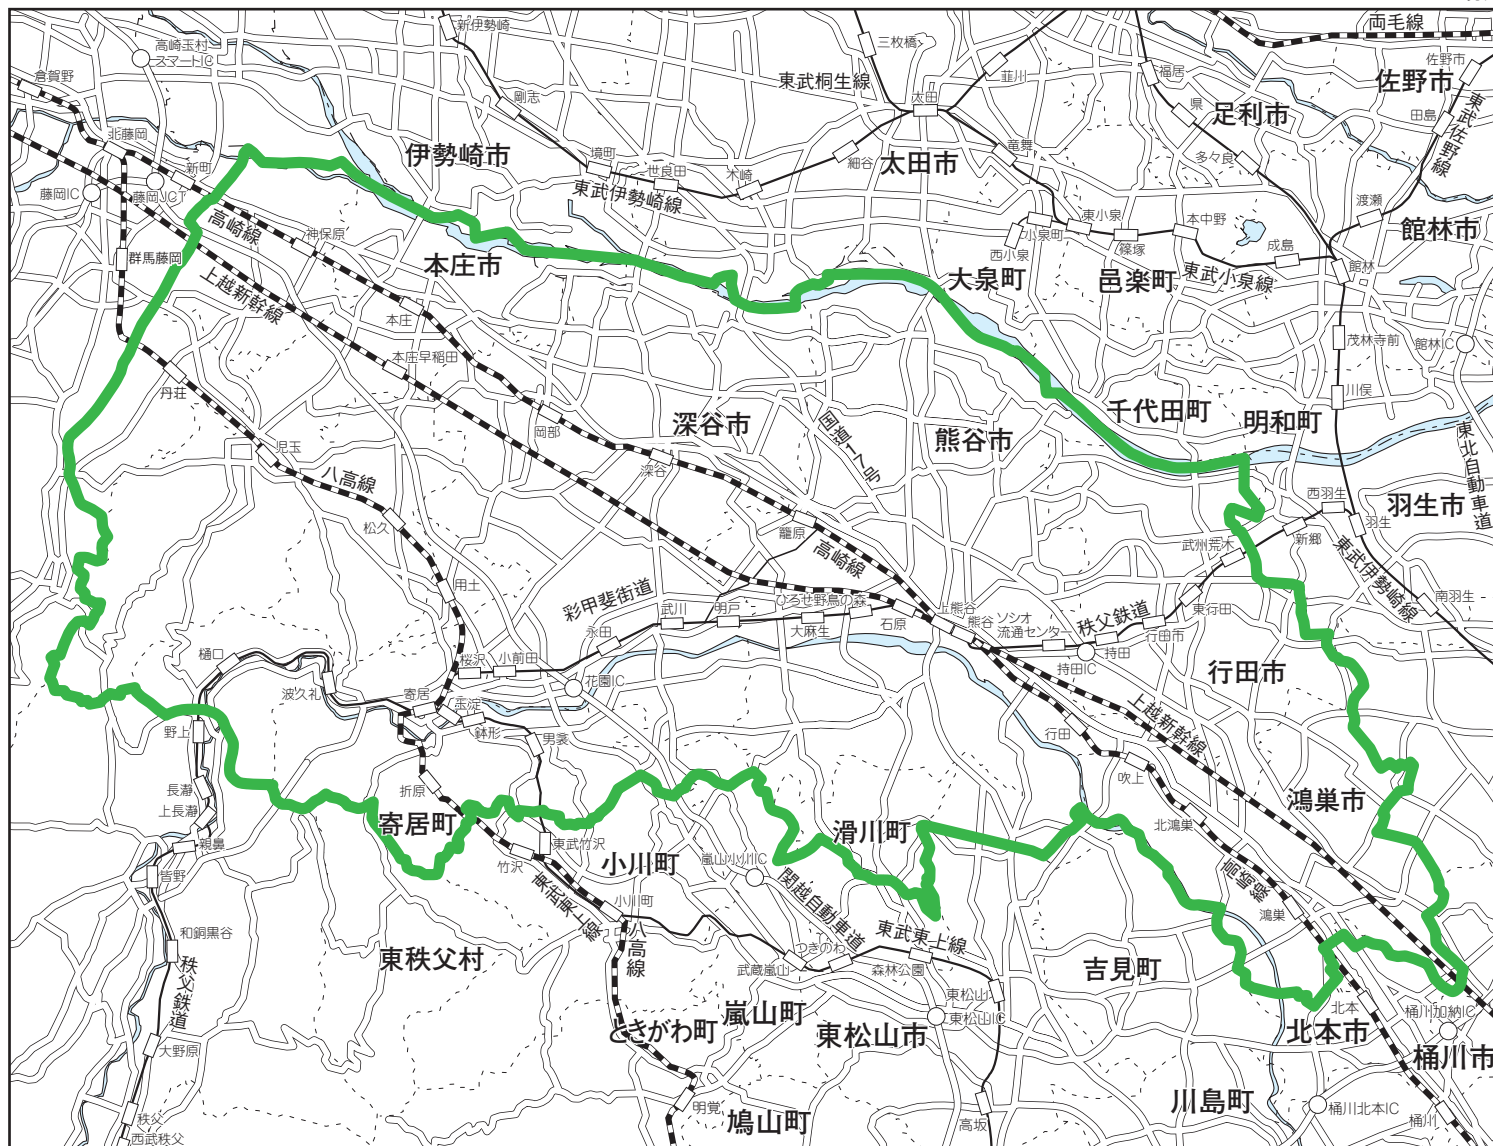 両毛線
新伊勢崎
三枚橋
高崎玉村
スマートIC
倉賀野
東武桐生線
韮川
福居
佐野市
佐野市
太田
足利市
県
田島
東武佐野線
剛志
北藤岡
新町
藤岡IC
藤岡JCT
伊勢崎市
境町
世良田
東武伊勢崎線
木崎
細谷
太田市
竜舞
多々良
渡瀬
館林市
高崎線
神保原
群馬藤岡
上越新幹線
本庄市
西小泉
小泉町
東小泉
篠塚
本中野
成島
東武小泉線
館林
大泉町
邑楽町
本庄
本庄早稲田
丹荘
茂林寺前
館林IC
川俣
岡部
深谷市
国道17号
熊谷市
千代田町
明和町
東北自動車道
児玉
八高線
深谷
松久
籠原
高崎線
西羽生
羽生市
羽生
新郷
武州荒木
東武伊勢崎線
南羽生
用土
彩甲斐街道
武川
明戸
ひろせ野鳥の森
大麻生
石原
上熊谷
熊谷
ソシオ
流通センター
持田
持田IC
秩父鉄道
行田市
東行田
永田
小前田
桜沢
花園IC
樋口
波久礼
寄居
玉淀
鉢形
男衾
行田市
上越新幹線
行田
吹上
野上
長瀞
上長瀞
折原
親鼻
皆野
寄居町
竹沢
東武竹沢
小川町
東武東上線
小川町
八高線
嵐山小川IC
滑川町
関越自動車道
北鴻巣
鴻巣市
高崎線
鴻巣
和銅黒谷
秩父鉄道
東秩父村
武蔵嵐山
つきのわ
東武東上線
森林公園
東松山
東松山IC
吉見町
北本
北本市
桶川加納IC
桶川市
大野原
ときがわ町
嵐山町
東松山市
明覚
鳩山町
高坂
川島町
桶川北本IC
桶川
秩父
西武秩父